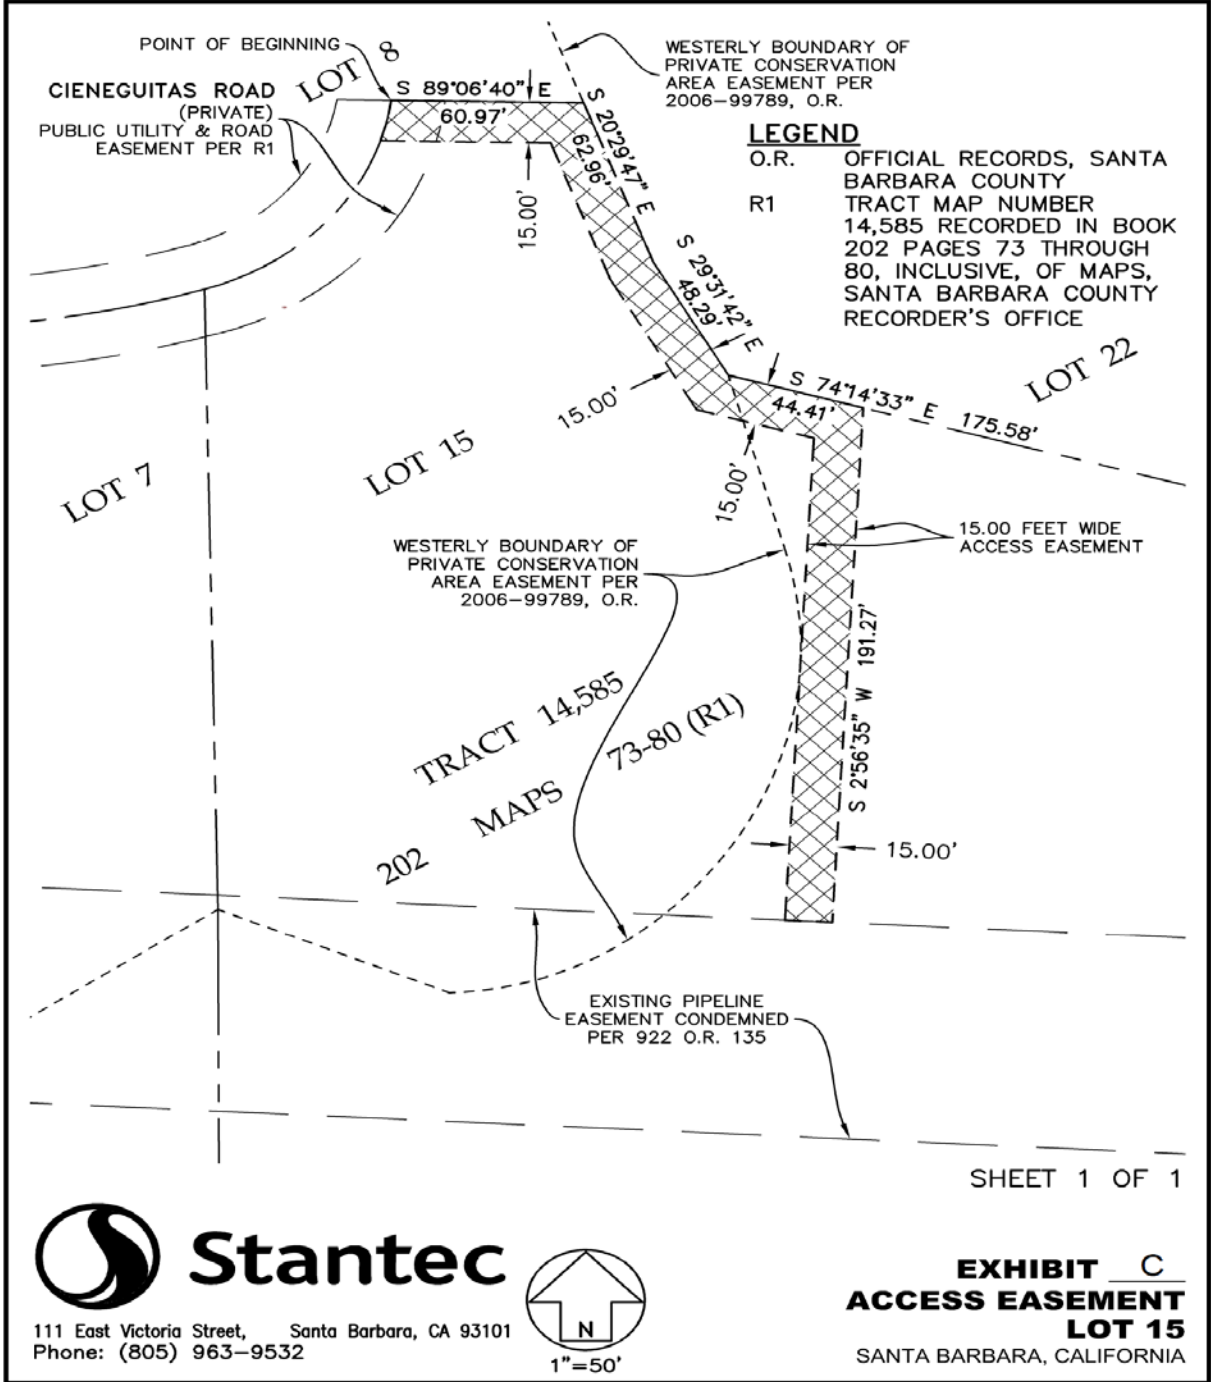 POINT OF BEGINNING
LOT 8
CIENEGUITAS ROAD
(PRIVATE)
PUBLIC UTILITY & ROAD
EASEMENT PER R1
S 89°06'40" E
60.97'
15.00'
S 20°29'47" E
62.96'
WESTERLY BOUNDARY OF
PRIVATE CONSERVATION
AREA EASEMENT PER
2006-99789, O.R.
LEGEND
O.R. OFFICIAL RECORDS, SANTA
BARBARA COUNTY
R1 TRACT MAP NUMBER
14,585 RECORDED IN BOOK
202 PAGES 73 THROUGH
80, INCLUSIVE, OF MAPS,
SANTA BARBARA COUNTY
RECORDER'S OFFICE
S 29°31'42" E
48.29'
15.00'
S 74°14'33" E 175.58'
44.41'
LOT 22
LOT 7
LOT 15
15.00'
15.00 FEET WIDE
ACCESS EASEMENT
WESTERLY BOUNDARY OF
PRIVATE CONSERVATION
AREA EASEMENT PER
2006-99789, O.R.
S 2°56'35" W 191.27'
TRACT 14,585
202 MAPS 73-80 (R1)
15.00'
EXISTING PIPELINE
EASEMENT CONDEMNED
PER 922 O.R. 135
SHEET 1 OF 1
Stantec
111 East Victoria Street, Santa Barbara, CA 93101
Phone: (805) 963-9532
N
1"=50'
EXHIBIT C
ACCESS EASEMENT
LOT 15
SANTA BARBARA, CALIFORNIA